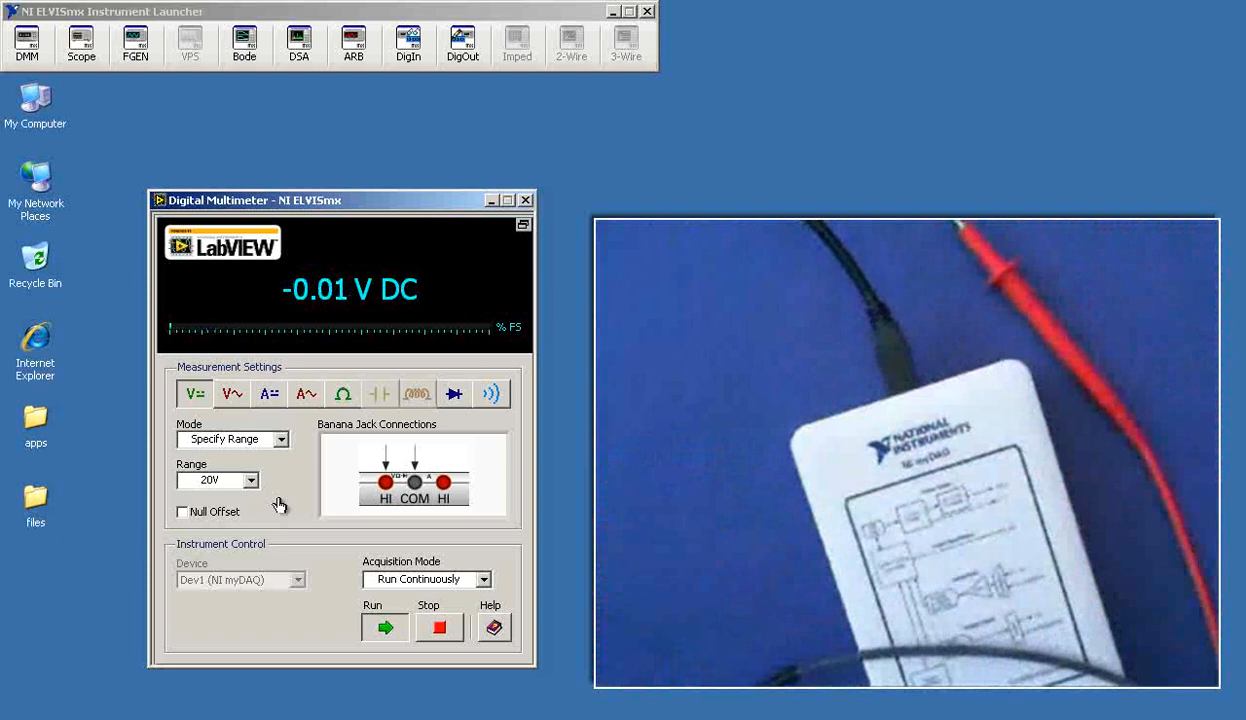 NI ELVISmx Instrument Launcher
DMM Scope FGEN VPS Bode DSA ARB DigIn DigOut Imped 2-Wire 3-Wire
My Computer
My Network
Places
Recycle Bin
Internet
Explorer
apps
files
Digital Multimeter - NI ELVISmx
POWERED BY
LabVIEW
-0.01 V DC
% FS
Measurement Settings
V V A A Ω
Mode
Specify Range
Range
20V
Null Offset
Banana Jack Connections
VΩ A
HI COM HI
Instrument Control
Device
Dev1 (NI myDAQ)
Acquisition Mode
Run Continuously
Run Stop Help
NATIONAL
INSTRUMENTS
NI myDAQ